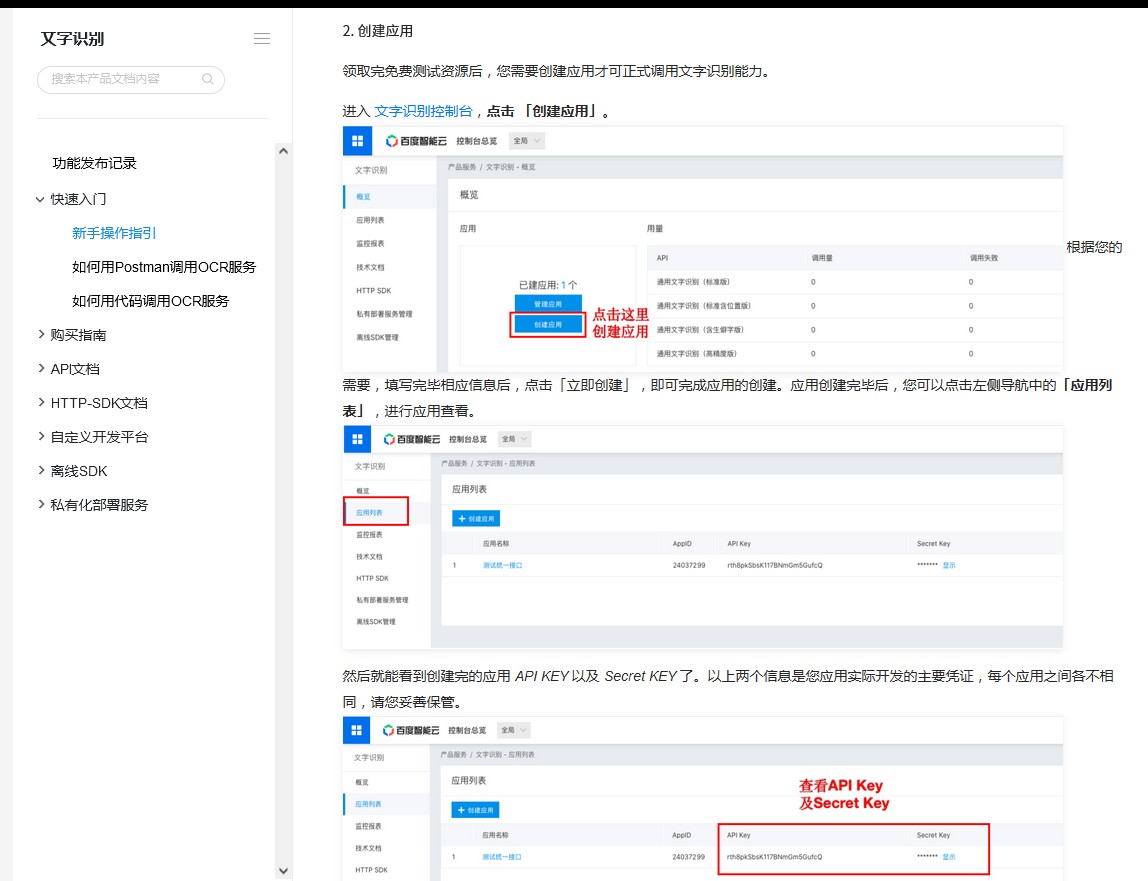 文字识别
搜索本产品文档内容
功能发布记录
快速入门
新手操作指引
如何用Postman调用OCR服务
如何用代码调用OCR服务
购买指南
API文档
HTTP-SDK文档
自定义开发平台
离线SDK
私有化部署服务
2. 创建应用
领取完免费测试资源后，您需要创建应用才可正式调用文字识别能力。
进入 文字识别控制台，点击 「创建应用」。
百度智能云 控制台总览 全局
文字识别
产品服务 / 文字识别 - 概览
概览
概览
应用列表
监控报表
技术文档
HTTP SDK
私有部署服务管理
离线SDK管理
应用
已建应用: 1 个
管理应用
创建应用
点击这里
创建应用
用量
API 调用量 调用失败
通用文字识别（标准版） 0 0
通用文字识别（标准含位置版） 0 0
通用文字识别（含生僻字版） 0 0
通用文字识别（高精度版） 0 0
根据您的
需要，填写完毕相应信息后，点击「立即创建」，即可完成应用的创建。应用创建完毕后，您可以点击左侧导航中的「应用列
表」，进行应用查看。
百度智能云 控制台总览 全局
文字识别
产品服务 / 文字识别 - 应用列表
概览
应用列表
监控报表
技术文档
HTTP SDK
私有部署服务管理
离线SDK管理
应用列表
+ 创建应用
应用名称 AppID API Key Secret Key
1 测试统一接口 24037299 rth8pkSbsK117BNmGm5GufcQ ******* 显示
然后就能看到创建完的应用 API KEY 以及 Secret KEY 了。以上两个信息是您应用实际开发的主要凭证，每个应用之间各不相
同，请您妥善保管。
百度智能云 控制台总览 全局
文字识别
产品服务 / 文字识别 - 应用列表
概览
应用列表
监控报表
技术文档
HTTP SDK
应用列表
查看API Key
及Secret Key
+ 创建应用
应用名称 AppID API Key Secret Key
1 测试统一接口 24037299 rth8pkSbsK117BNmGm5GufcQ ******* 显示